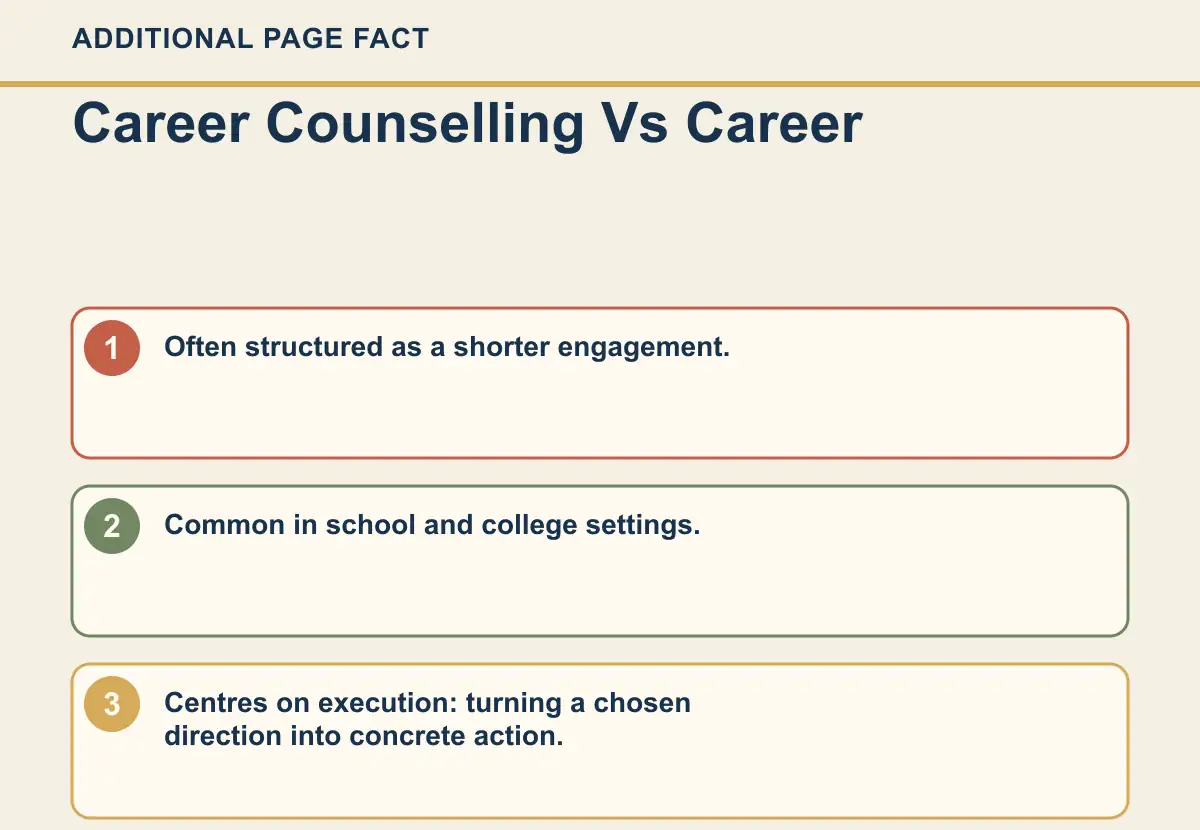 ADDITIONAL PAGE FACT
Career Counselling Vs Career
1
Often structured as a shorter engagement.
2
Common in school and college settings.
3
Centres on execution: turning a chosen
direction into concrete action.